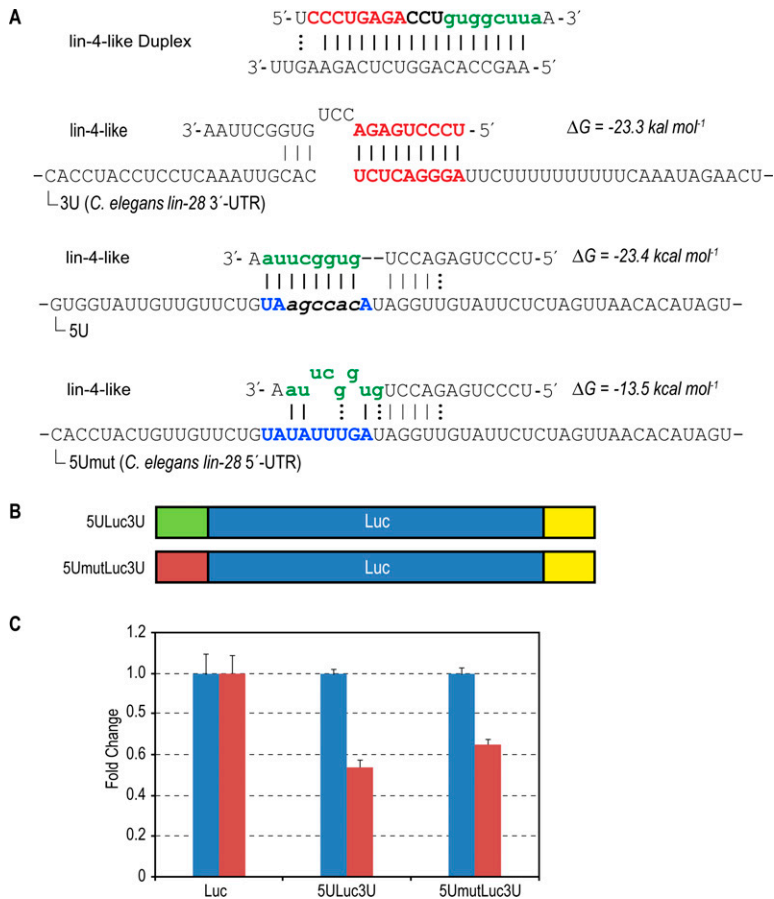 A
5´-UCCCUGAGACCUguggcuuaA-3´
lin-4-like Duplex
3´-UUGAAGACUCUGGACACCGAA-5´
UCC
lin-4-like 3´-AAUUCGGUG AGAGUCCCU-5´ ΔG = -23.3 kal mol-1
–CACCUACCUCCUCAAAUUGCAC UCUCAGGGAUUCUUUUUUUUUUCAAAUAGAACU–
3U (C. elegans lin-28 3´-UTR)
lin-4-like 3´-Aauucggug--UCCAGAGUCCCU-5´ ΔG = -23.4 kcal mol-1
–GUGGUAUUGUUGUUCUGUAagccacAUAGGUUGUAUUCUCUAGUUAACACAUAGU–
5U
uc g
lin-4-like 3´-Aau g ugUCCAGAGUCCCU-5´ ΔG = -13.5 kcal mol-1
–CACCUACUGUUGUUCUGUAUAUUUGAUAGGUUGUAUUCUCUAGUUAACACAUAGU–
5Umut (C. elegans lin-28 5´-UTR)
B
5ULuc3U Luc
5UmutLuc3U Luc
C
1.2
1.0
0.5
0.6
0.4
0.2
0
Fold Change
Luc 5ULuc3U 5UmutLuc3U